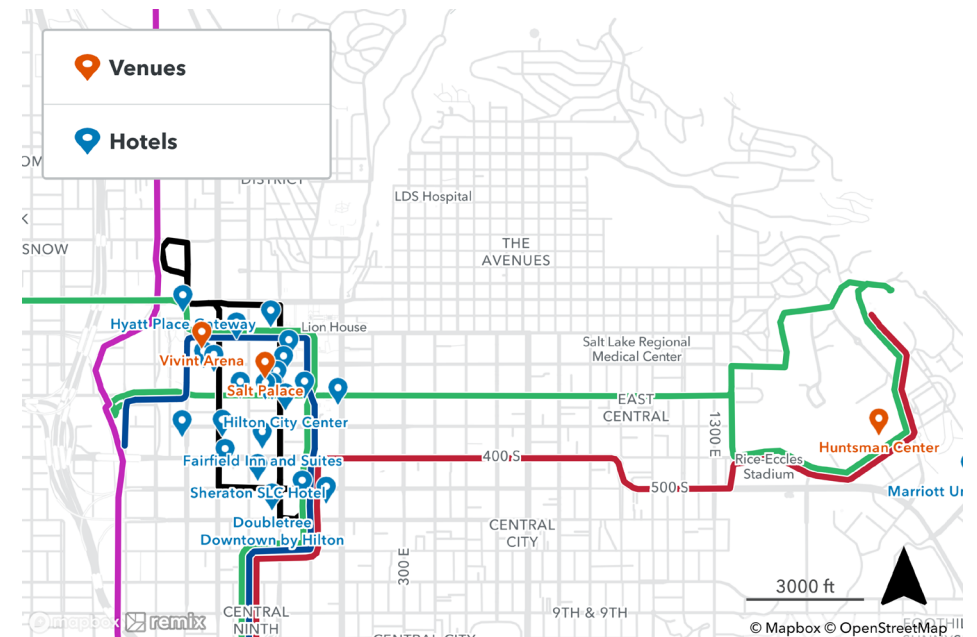 Venues
Hotels
DISTRICT
LDS Hospital
SNOW
THE
AVENUES
Hyatt Place Gateway
Lion House
Vivint Arena
Salt Lake Regional
Medical Center
Salt Palace
EAST
CENTRAL
1300 E
Hilton City Center
Huntsman Center
Fairfield Inn and Suites
400 S
Rice-Eccles
Stadium
500 S
Sheraton SLC Hotel
Marriott Un
Doubletree
Downtown by Hilton
CENTRAL
CITY
300 E
3000 ft
CENTRAL
NINTH
9TH & 9TH
mapbox
remix
© Mapbox © OpenStreetMap